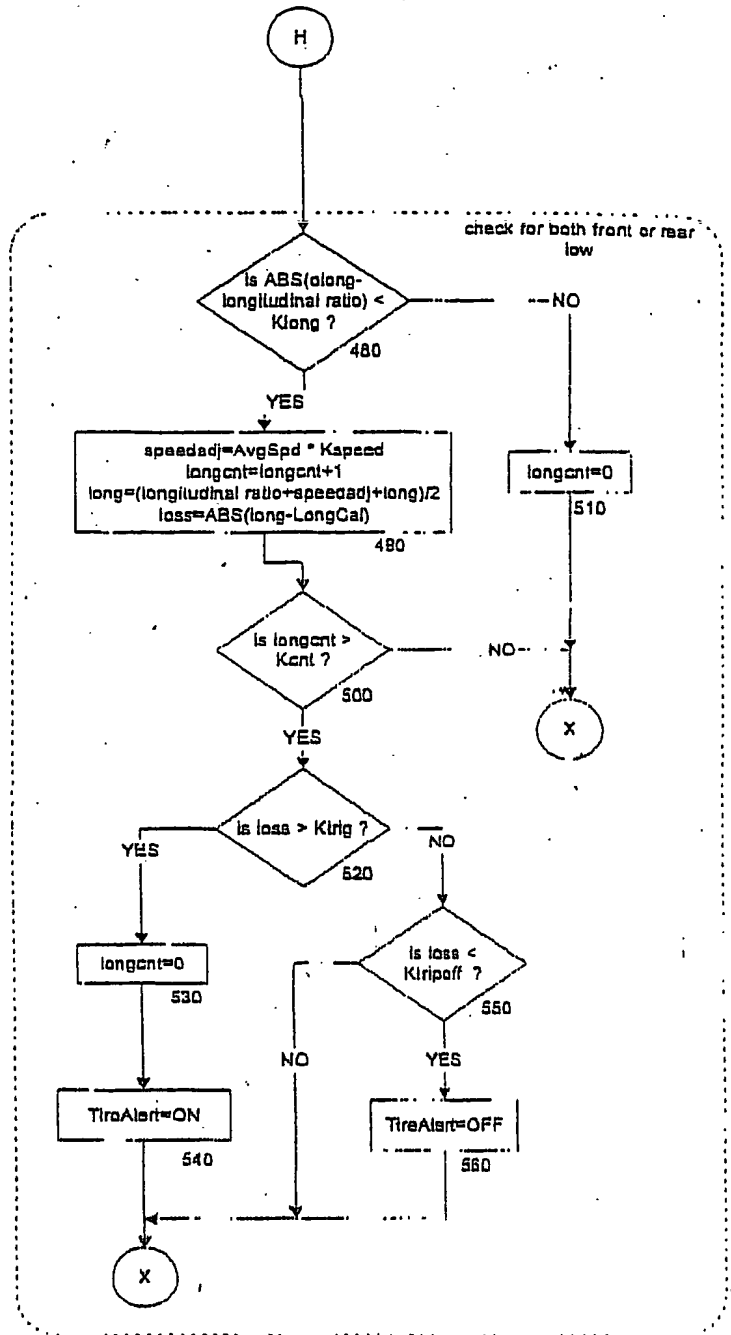 H
check for both front or rear
low
Is ABS(olong-
longitudinal ratio) <
Klong ?
480
NO
YES
speedadj=AvgSpd * Kspeed
longcnt=longcnt+1
long=(longitudinal ratio+speedadj+long)/2
loss=ABS(long-LongCal)
490
longcnt=0
510
Is longcnt >
Kcnt ?
500
NO
X
YES
Is loss > Ktrig ?
520
YES
NO
longcnt=0
530
Is loss <
Ktripoff ?
550
NO
YES
TireAlert=ON
540
TireAlert=OFF
560
X